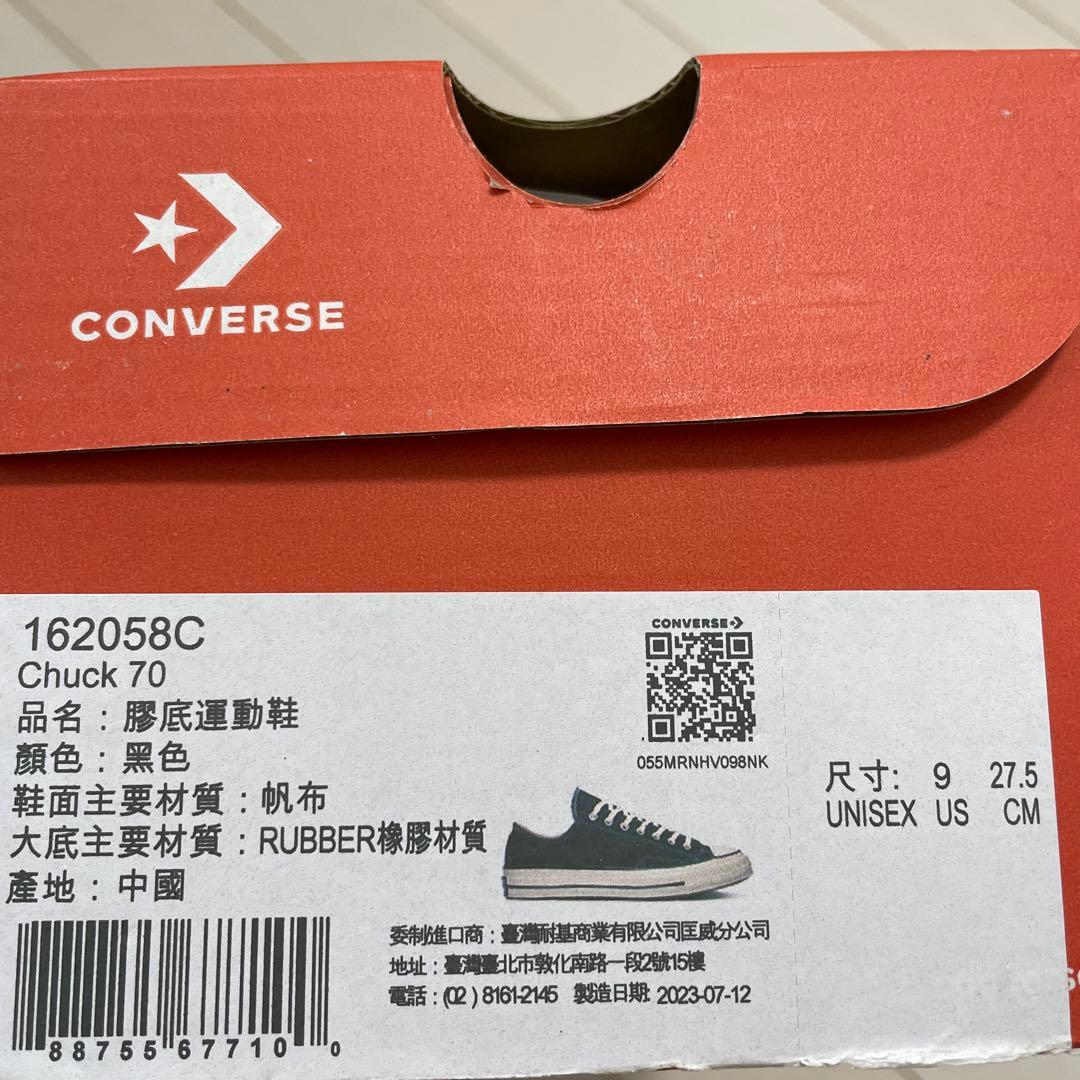 CONVERSE
162058C
Chuck 70
品名：膠底運動鞋
顏色：黑色
鞋面主要材質：帆布
大底主要材質：RUBBER橡膠材質
產地：中國
88755677100
CONVERSE
055MRNHV098NK
尺寸: 9 27.5
UNISEX US CM
委制進口商：臺灣耐基商業有限公司匡威分公司
地址：臺灣臺北市敦化南路一段2號15樓
電話：(02）8161-2145 製造日期: 2023-07-12